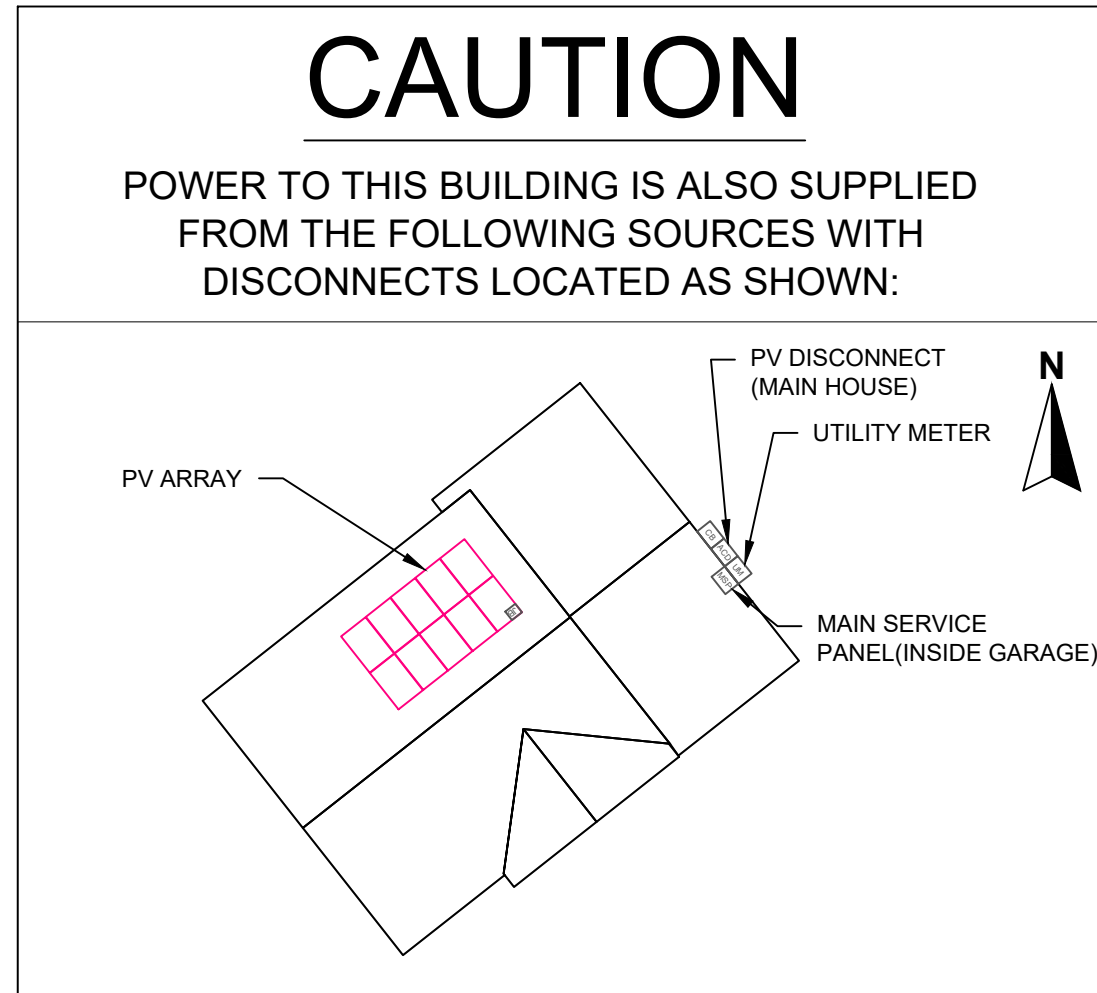 CAUTION
POWER TO THIS BUILDING IS ALSO SUPPLIED
FROM THE FOLLOWING SOURCES WITH
DISCONNECTS LOCATED AS SHOWN:
PV DISCONNECT
(MAIN HOUSE)
N
UTILITY METER
PV ARRAY
CB
ACD
UM
MSP
JB
MAIN SERVICE
PANEL(INSIDE GARAGE)